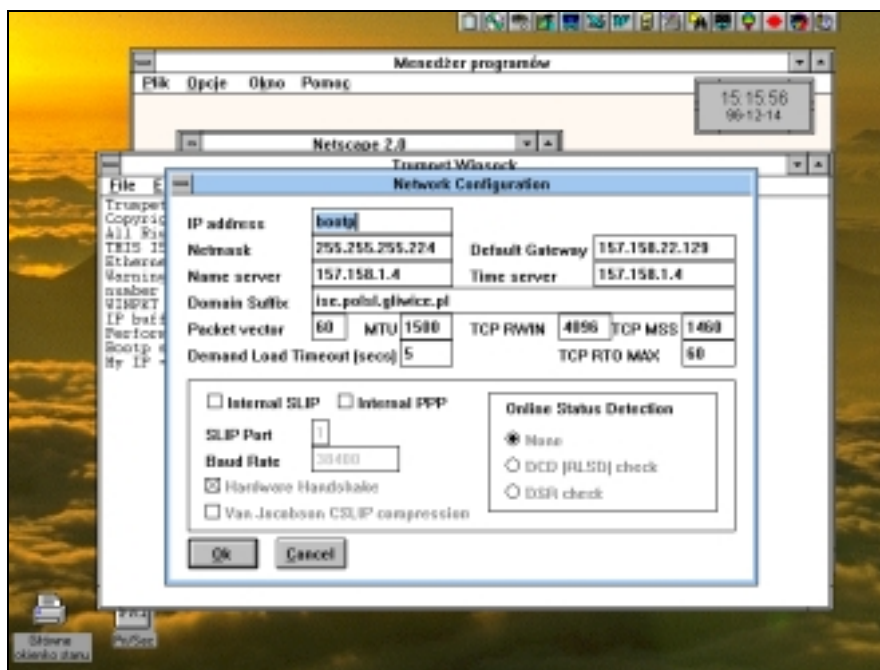 Menedżer programów
Plik Opcje Okno Pomoc
15:15:56
96-12-14
Netscape 2.0
Trumpet Winsock
File E
Network Configuration
Trumpet
Copyrig
All Rig
THIS IS
Etherne
Warning
number
WINPKT
IP buff
Perform
Bootp
My IP
IP address bootp
Netmask 255.255.255.224 Default Gateway 157.158.22.129
Name server 157.158.1.4 Time server 157.158.1.4
Domain Suffix ise.polsl.gliwice.pl
Packet vector 60 MTU 1500 TCP RWIN 4096 TCP MSS 1460
Demand Load Timeout (secs) 5 TCP RTO MAX 60
Internal SLIP Internal PPP
Online Status Detection
SLIP Port 1
None
Baud Rate 38400
DCD (RLSD) check
Hardware Handshake
DSR check
Van Jacobson CSLIP compression
Ok Cancel
Główne
okienko stanu